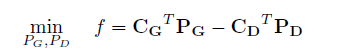 min f = C_G^T P_G − C_D^T P_D
P_G, P_D